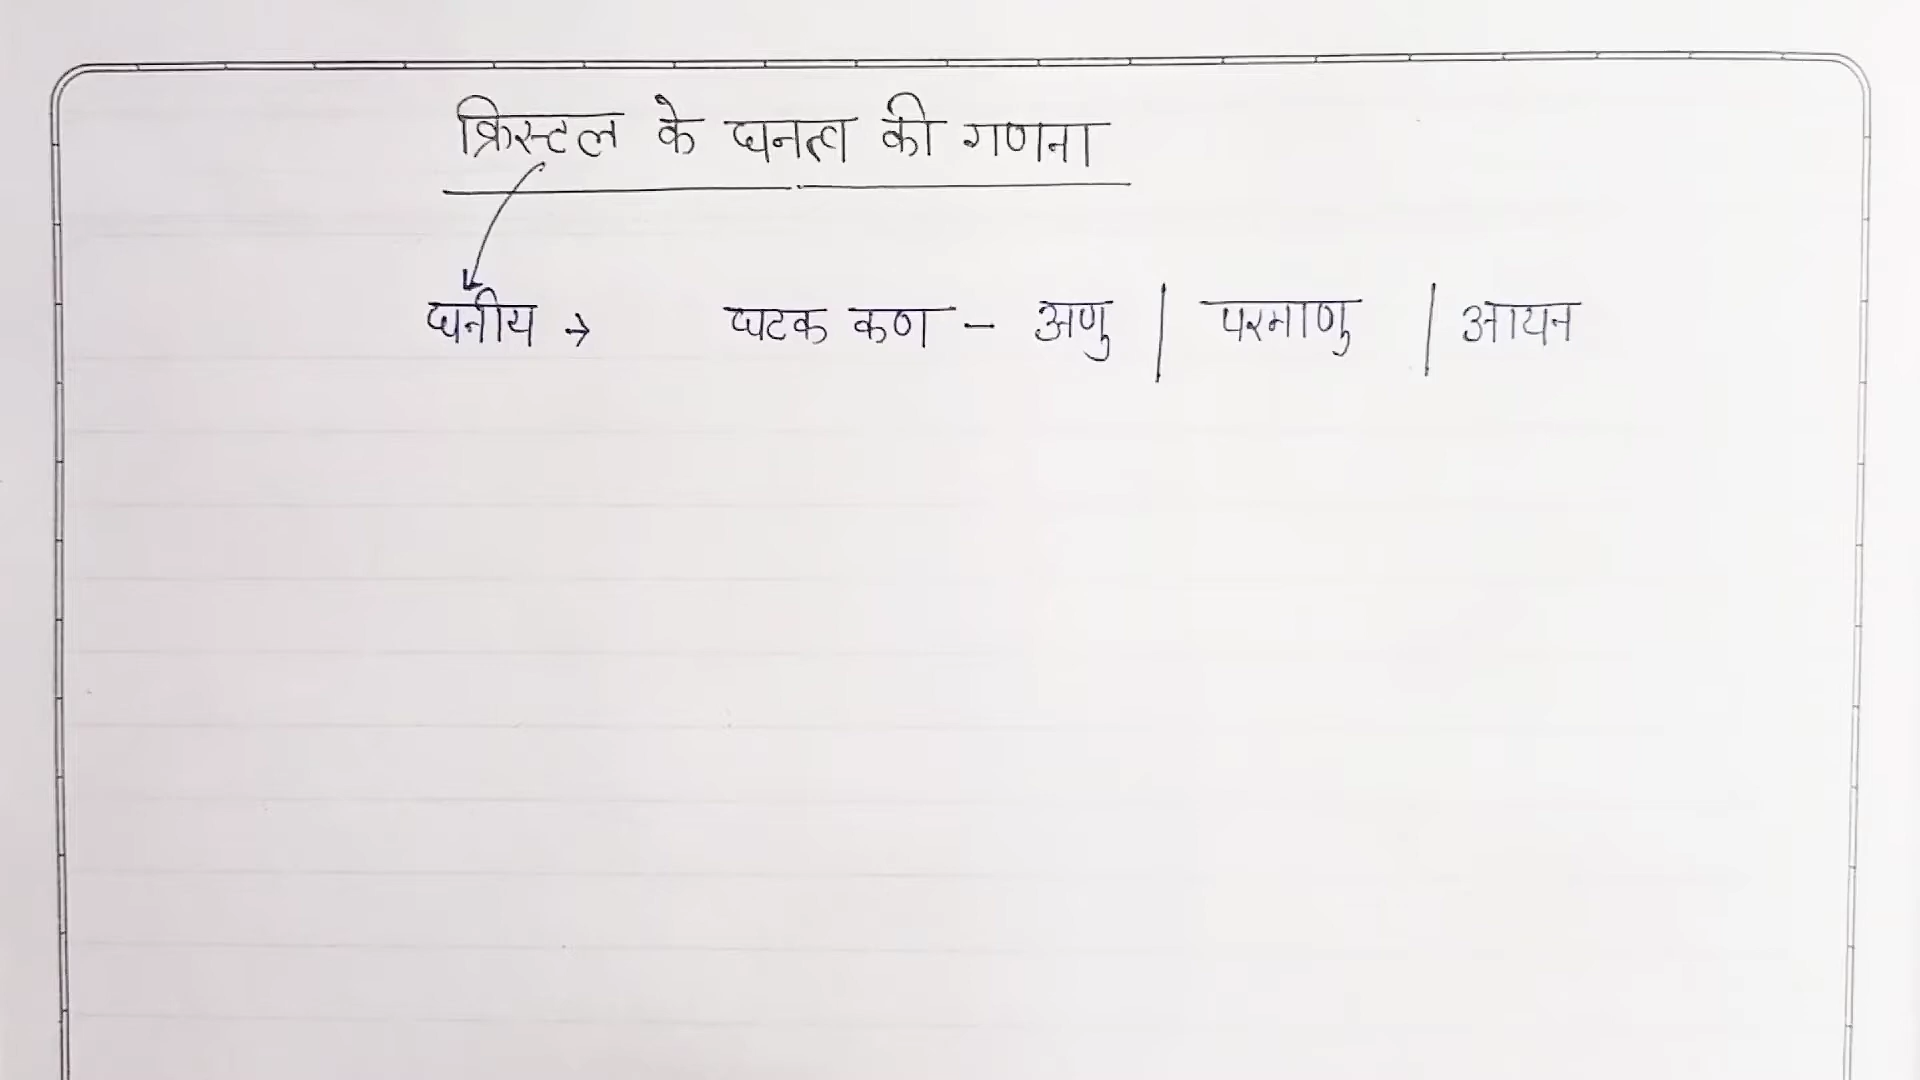 क्रिस्टल के घनत्व की गणना
घनीय → घटक कण - अणु | परमाणु | आयन